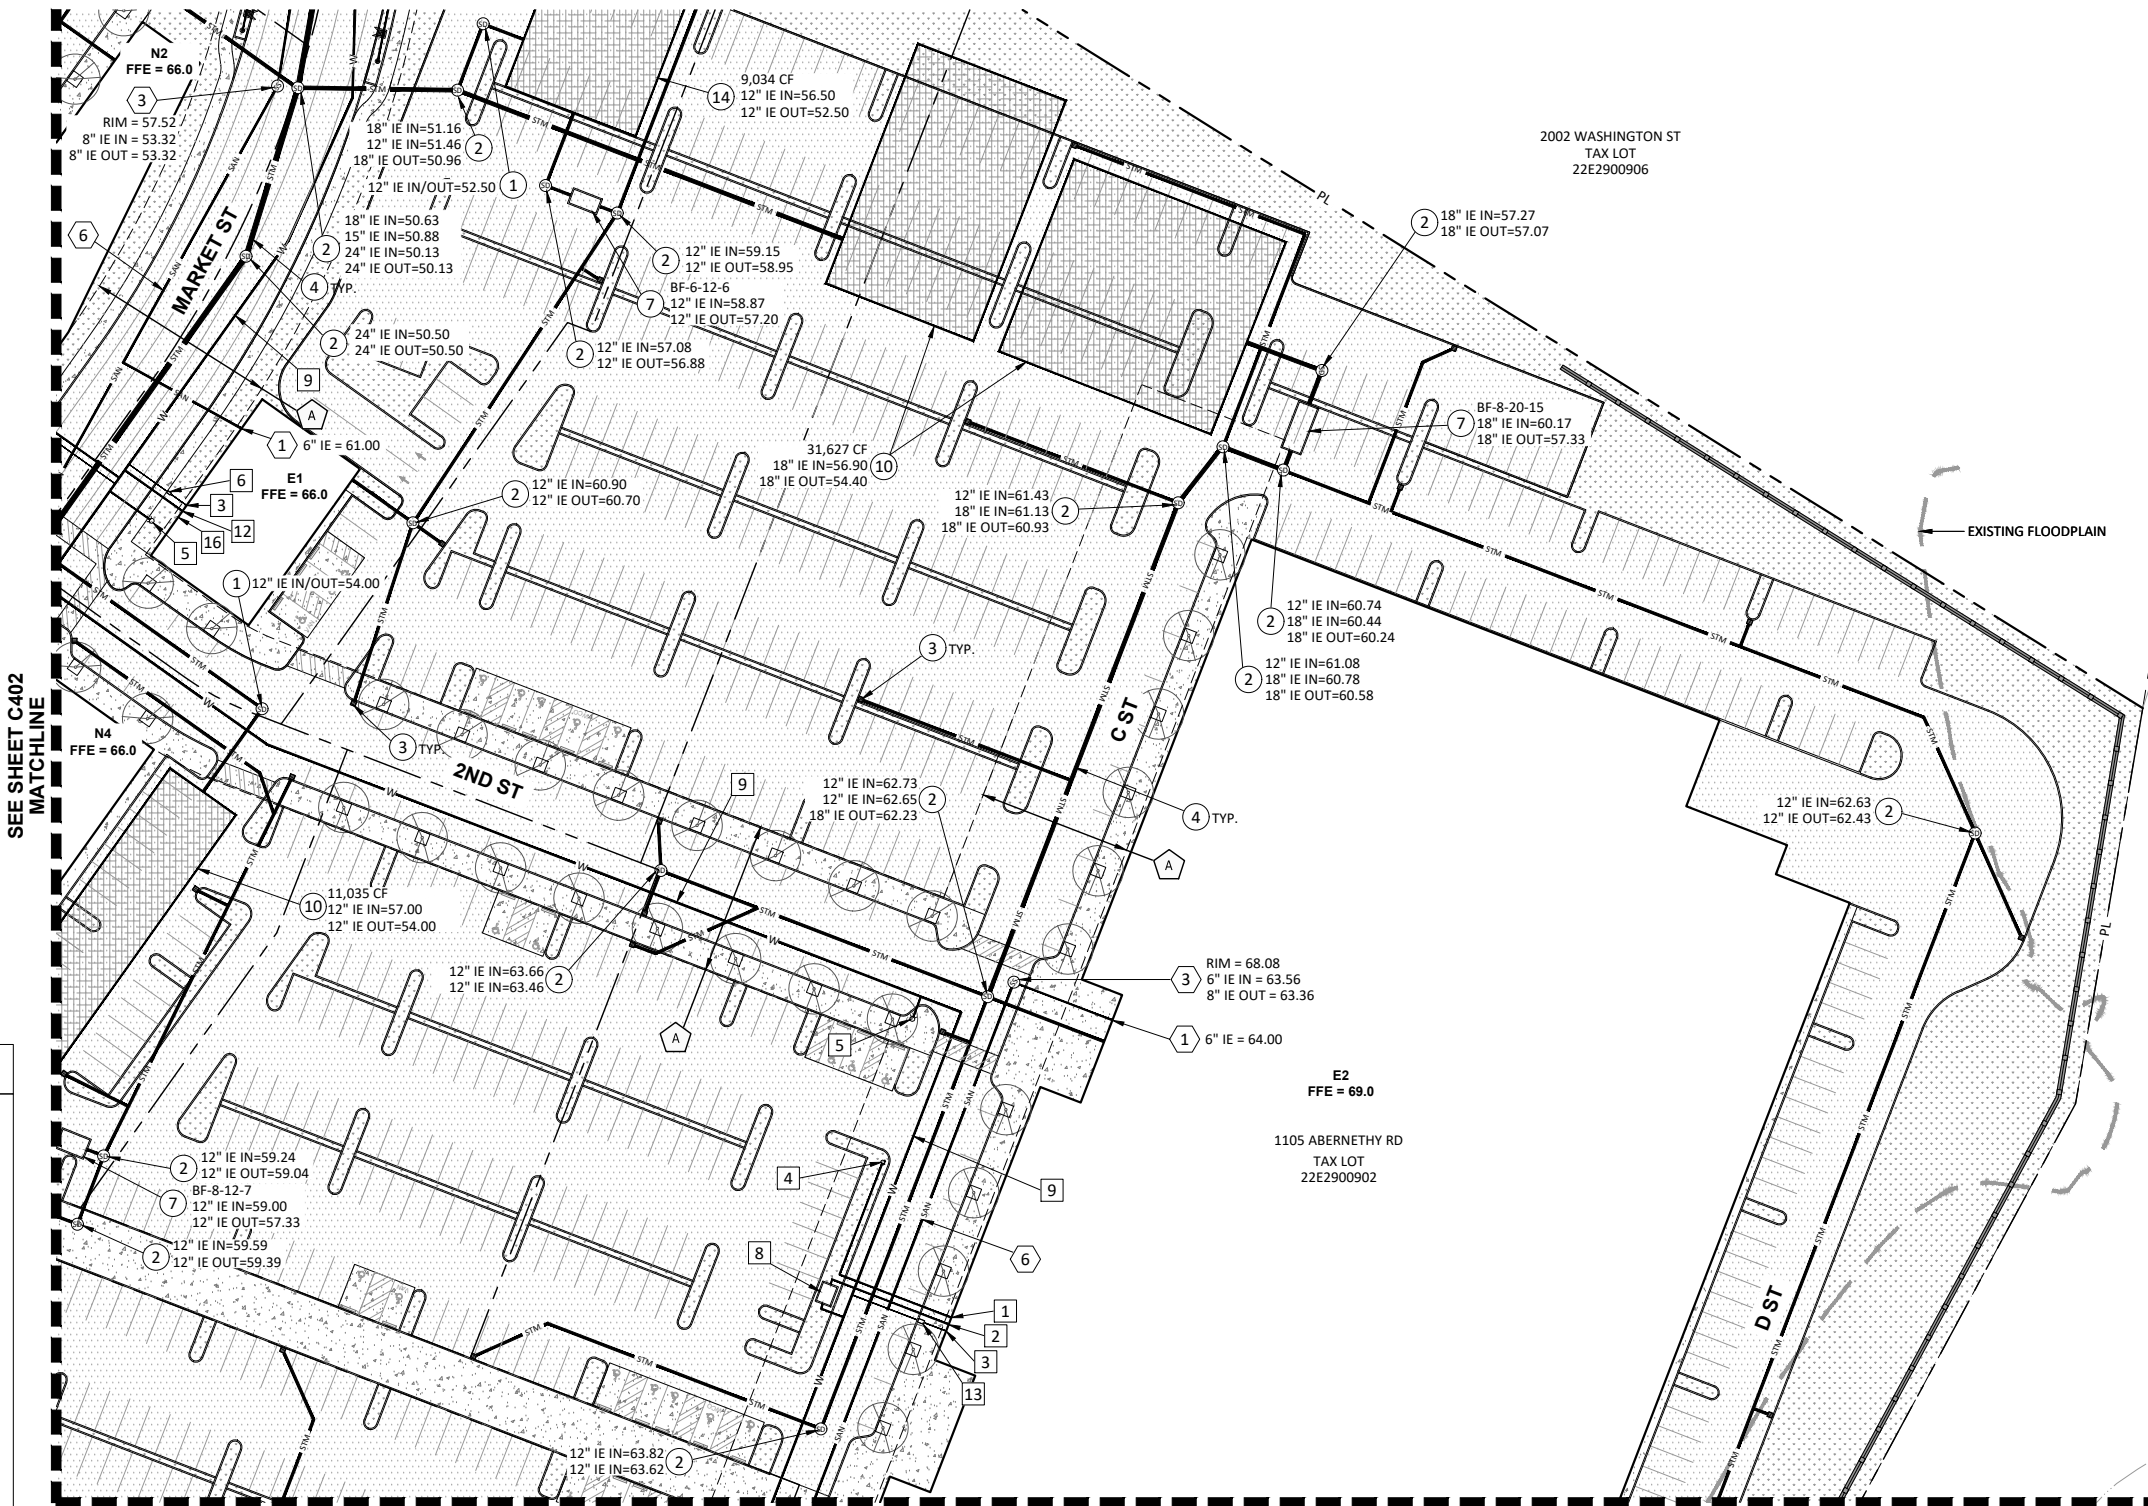 N2
FFE = 66.0
3
RIM = 57.52
8" IE IN = 53.32
8" IE OUT = 53.32
18" IE IN=51.16
12" IE IN=51.46
18" IE OUT=50.96
2
12" IE IN/OUT=52.50
1
14
9,034 CF
12" IE IN=56.50
12" IE OUT=52.50
2002 WASHINGTON ST
TAX LOT
22E2900906
PL
6
MARKET ST
18" IE IN=50.63
15" IE IN=50.88
24" IE IN=50.13
24" IE OUT=50.13
2
4 TYP.
2
24" IE IN=50.50
24" IE OUT=50.50
9
A
2
12" IE IN=59.15
12" IE OUT=58.95
7
BF-6-12-6
12" IE IN=58.87
12" IE OUT=57.20
2
12" IE IN=57.08
12" IE OUT=56.88
2
18" IE IN=57.27
18" IE OUT=57.07
7
BF-8-20-15
18" IE IN=60.17
18" IE OUT=57.33
1
6" IE = 61.00
E1
FFE = 66.0
6
3
12
16
5
31,627 CF
18" IE IN=56.90
18" IE OUT=54.40
10
2
12" IE IN=60.90
12" IE OUT=60.70
12" IE IN=61.43
18" IE IN=61.13
18" IE OUT=60.93
2
EXISTING FLOODPLAIN
1
12" IE IN/OUT=54.00
2
12" IE IN=60.74
18" IE IN=60.44
18" IE OUT=60.24
2
12" IE IN=61.08
18" IE IN=60.78
18" IE OUT=60.58
3 TYP.
SEE SHEET C402
MATCHLINE
N4
FFE = 66.0
3 TYP.
2ND ST
C ST
9
12" IE IN=62.73
12" IE IN=62.65
18" IE OUT=62.23
2
4 TYP.
A
12" IE IN=62.63
12" IE OUT=62.43
2
10
11,035 CF
12" IE IN=57.00
12" IE OUT=54.00
12" IE IN=63.66
12" IE IN=63.46
2
3
RIM = 68.08
6" IE IN = 63.56
8" IE OUT = 63.36
PL
A
5
1
6" IE = 64.00
E2
FFE = 69.0
1105 ABERNETHY RD
TAX LOT
22E2900902
2
12" IE IN=59.24
12" IE OUT=59.04
7
BF-8-12-7
12" IE IN=59.00
12" IE OUT=57.33
2
12" IE IN=59.59
12" IE OUT=59.39
4
9
8
6
1
2
3
13
D ST
12" IE IN=63.82
12" IE IN=63.62
2
STM
SAN
W
SD